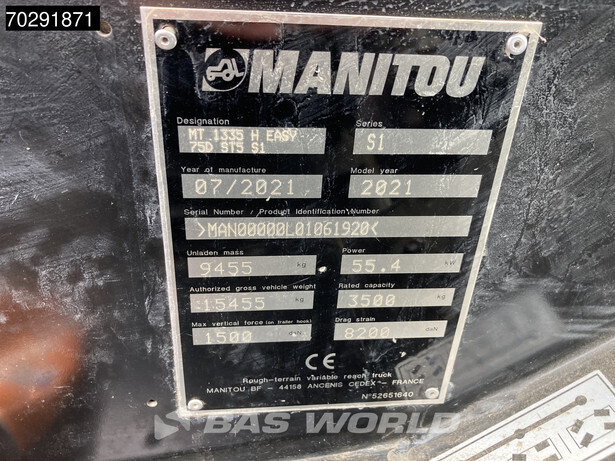 70291871
MANITOU
Designation
MT 1335 H EASY
75D ST5 S1
Series
S1
Year of manufacture
07/2021
Model year
2021
Serial Number / Product Identification Number
>MAN00000L01061920<
Unladen mass
9455 kg
Power
55.4 kW
Authorized gross vehicle weight
15455 kg
Rated capacity
3500 kg
Max vertical force (on trailer hook)
1500 daN
Drag strain
8200 daN
CE
Rough-terrain variable reach truck
MANITOU BF - 44158 ANCENIS CEDEX - FRANCE
N°52651640
BAS WORLD